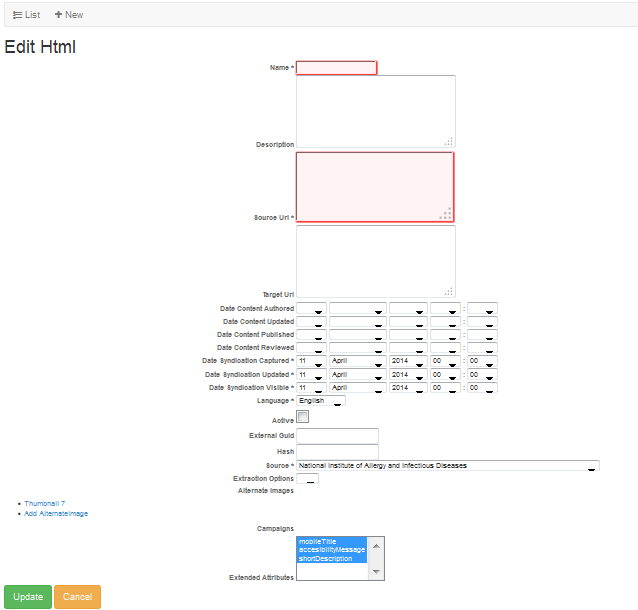 List + New
Edit Html
Name *
Description
Source Url *
Target Url
Date Content Authored :
Date Content Updated :
Date Content Published :
Date Content Reviewed :
Date Syndication Captured * 11 April 2014 00 : 00
Date Syndication Updated * 11 April 2014 00 : 00
Date Syndication Visible * 11 April 2014 00 : 00
Language * English
Active
External Guid
Hash
Source * National Institute of Allergy and Infectious Diseases
Extraction Options
Alternate Images
• Thumbnail 7
• Add AlternateImage
Campaigns
mobileTitle
accesibilityMessage
shortDescription
Extended Attributes
Update Cancel